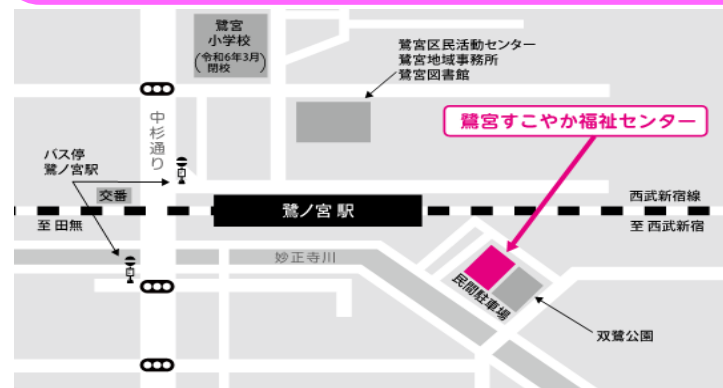 鷺宮
小学校
(令和6年3月
閉校)
鷺宮区民活動センター
鷺宮地域事務所
鷺宮図書館
鷺宮すこやか福祉センター
中杉通り
バス停
鷺ノ宮駅
交番
鷺ノ宮 駅
西武新宿線
至 田無
至 西武新宿
妙正寺川
民間駐車場
双鷺公園